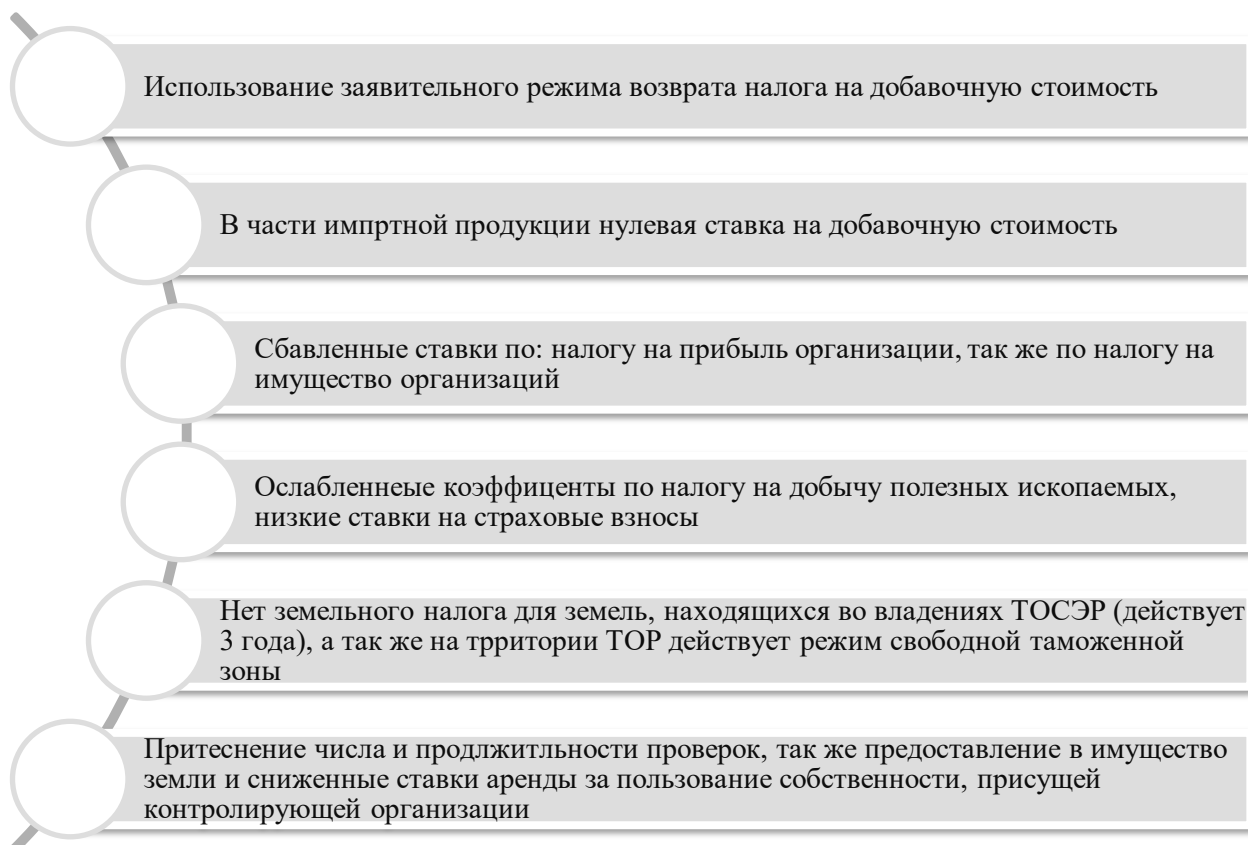 Использование заявительного режима возврата налога на добавочную стоимость
В части импртной продукции нулевая ставка на добавочную стоимость
Сбавленные ставки по: налогу на прибыль организации, так же по налогу на
имущество организаций
Ослабленнеые коэффиценты по налогу на добычу полезных ископаемых,
низкие ставки на страховые взносы
Нет земельного налога для земель, находящихся во владениях ТОСЭР (действует
3 года), а так же на трритории ТОР действует режим свободной таможенной
зоны
Притеснение числа и продлжитльности проверок, так же предоставление в имущество
земли и сниженные ставки аренды за пользование собственности, присущей
контролирующей организации